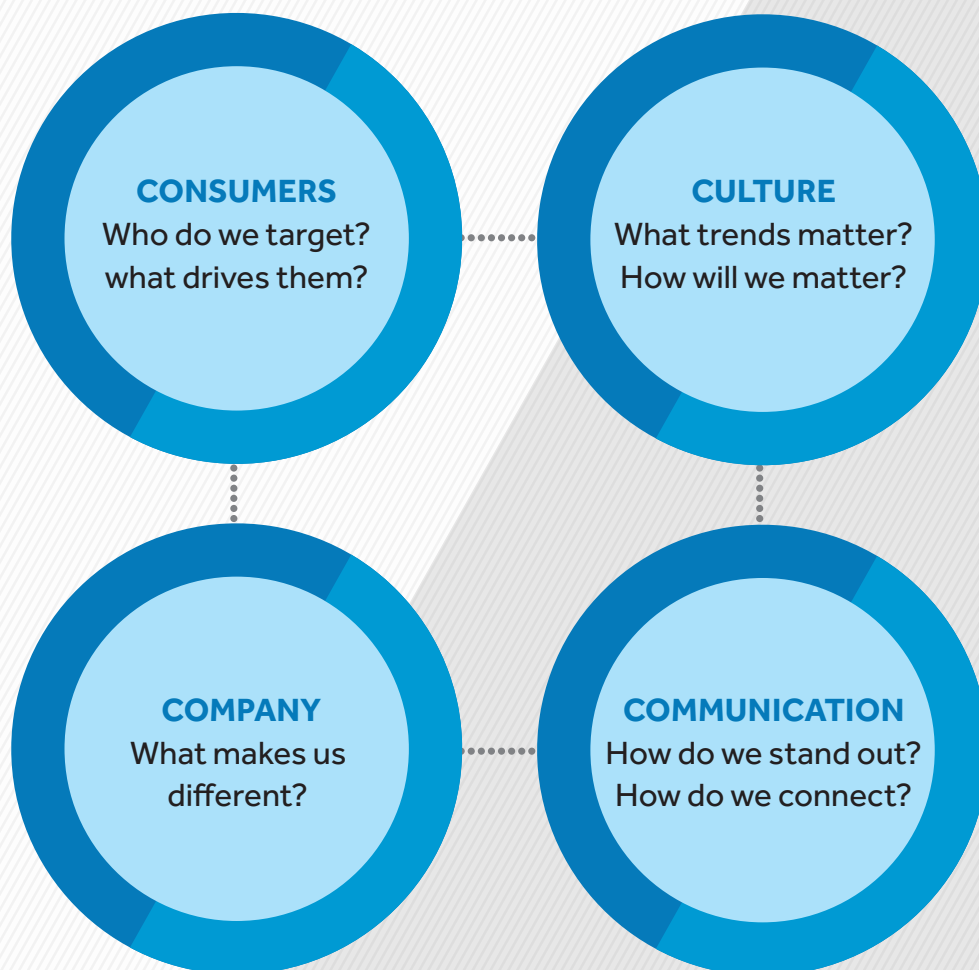 CONSUMERS
Who do we target?
what drives them?
CULTURE
What trends matter?
How will we matter?
COMPANY
What makes us
different?
COMMUNICATION
How do we stand out?
How do we connect?